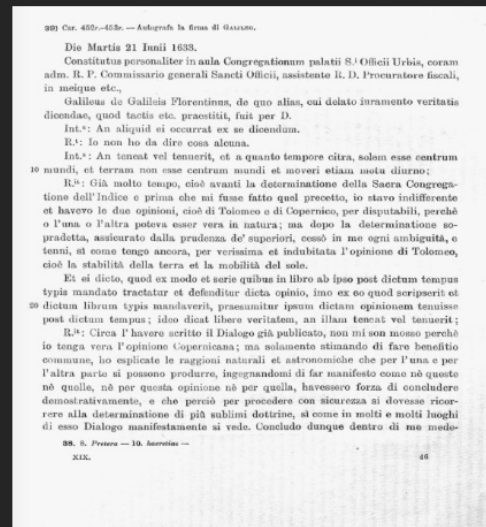 39) Car. 452r.-453r. — Autografa la firma di GALILEO.
Die Martis 21 Iunii 1633.
Constitutus personaliter in aula Congregationum palatii S.ⁱ Officii Urbis, coram
adm. R. P. Commissario generali Sancti Officii, assistente R. D. Procuratore fiscali,
in meique etc.,
Galileus de Galileis Florentinus, de quo alias, cui delato iuramento veritatis
dicendae, quod tactis etc. praestitit, fuit per D.
Int.ˢ: An aliquid ei occurrat ex se dicendum.
R.ᵗ: Io non ho da dire cosa alcuna.
Int.ˢ: An teneat vel tenuerit, et a quanto tempore citra, solem esse centrum
10 mundi, et terram non esse centrum mundi et moveri etiam motu diurno;
R.ᵗ: Già molto tempo, cioè avanti la determinatione della Sacra Congrega-
tione dell'Indice e prima che mi fusse fatto quel precetto, io stavo indifferente
et havevo le due opinioni, cioè di Tolomeo e di Copernico, per disputabili, perchè
o l'una o l'altra poteva esser vera in natura; ma dopo la determinatione so-
pradetta, assicurato dalla prudenza de' superiori, cessò in me ogni ambiguità, e
tenni, sì come tengo ancora, per verissima et indubitata l'opinione di Tolomeo,
cioè la stabilità della terra et la mobilità del sole.
Et ei dicto, quod ex modo et serie quibus in libro ab ipso post dictum tempus
typis mandato tractatur et defenditur dicta opinio, imo ex eo quod scripserit et
20 dictum librum typis mandaverit, praesumitur ipsum dictam opinionem tenuisse
post dictum tempus; ideo dicat libere veritatem, an illam teneat vel tenuerit;
R.ᵗ: Circa l'havere scritto il Dialogo già publicato, non mi son mosso perchè
io tenga vera l'opinione Copernicana; ma solamente stimando di fare benefitio
commune, ho esplicate le raggioni naturali et astronomiche che per l'una e per
l'altra parte si possono produrre, ingegnandomi di far manifesto come nè queste
nè quelle, nè per questa opinione nè per quella, havessero forza di concludere
demostrativamente, e che perciò per procedere con sicurezza si dovesse ricor-
rere alla determinatione di più sublimi dottrine, sì come in molti e molti luoghi
di esso Dialogo manifestamente si vede. Concludo dunque dentro di me mede-
38. 8. Pretera — 10. haeretins —
XIX. 46